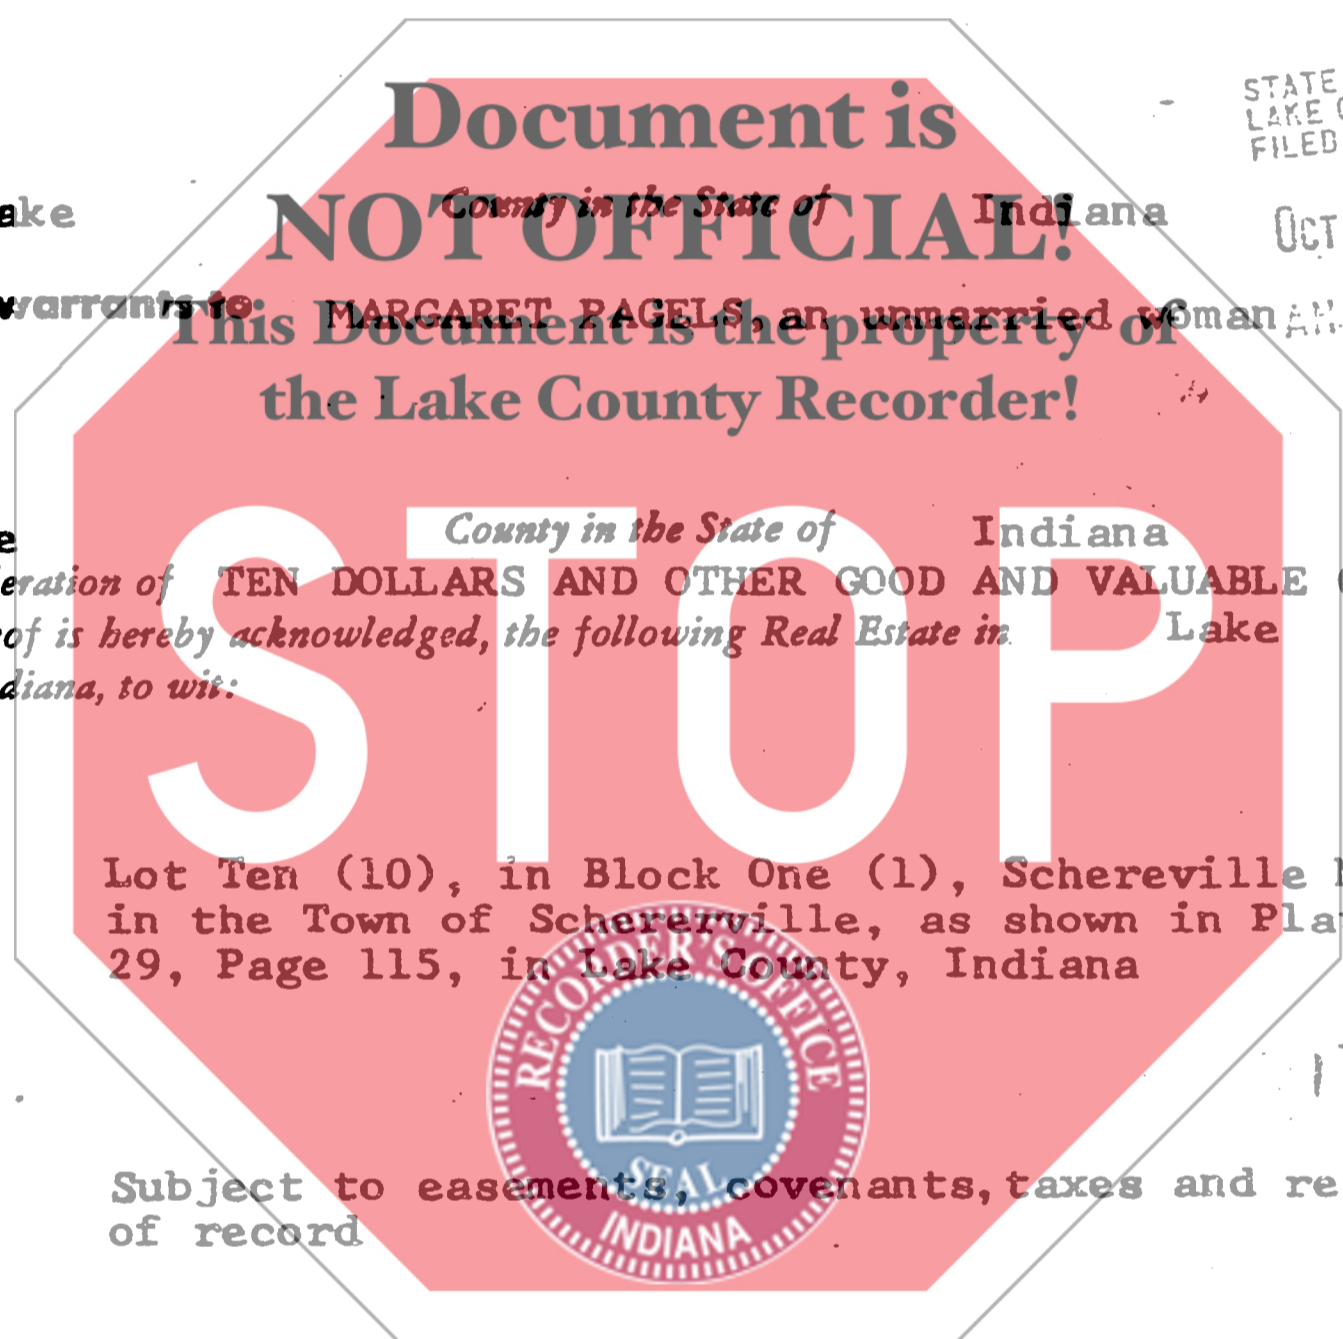 Document is
NOT OFFICIAL!
This Document is the property of
the Lake County Recorder!
STOP
STATE
LAKE
FILED
ake County in the State of Indiana
OCT
warrants to MARGARET PAGELS, an unmarried woman
e County in the State of Indiana
eration of TEN DOLLARS AND OTHER GOOD AND VALUABLE
of is hereby acknowledged, the following Real Estate in Lake
diana, to wit:
Lot Ten (10), in Block One (1), Schereville
in the Town of Schererville, as shown in Pla
29, Page 115, in Lake County, Indiana
RECORDER'S OFFICE
SEAL
INDIANA
Subject to easements, covenants, taxes and re
of record